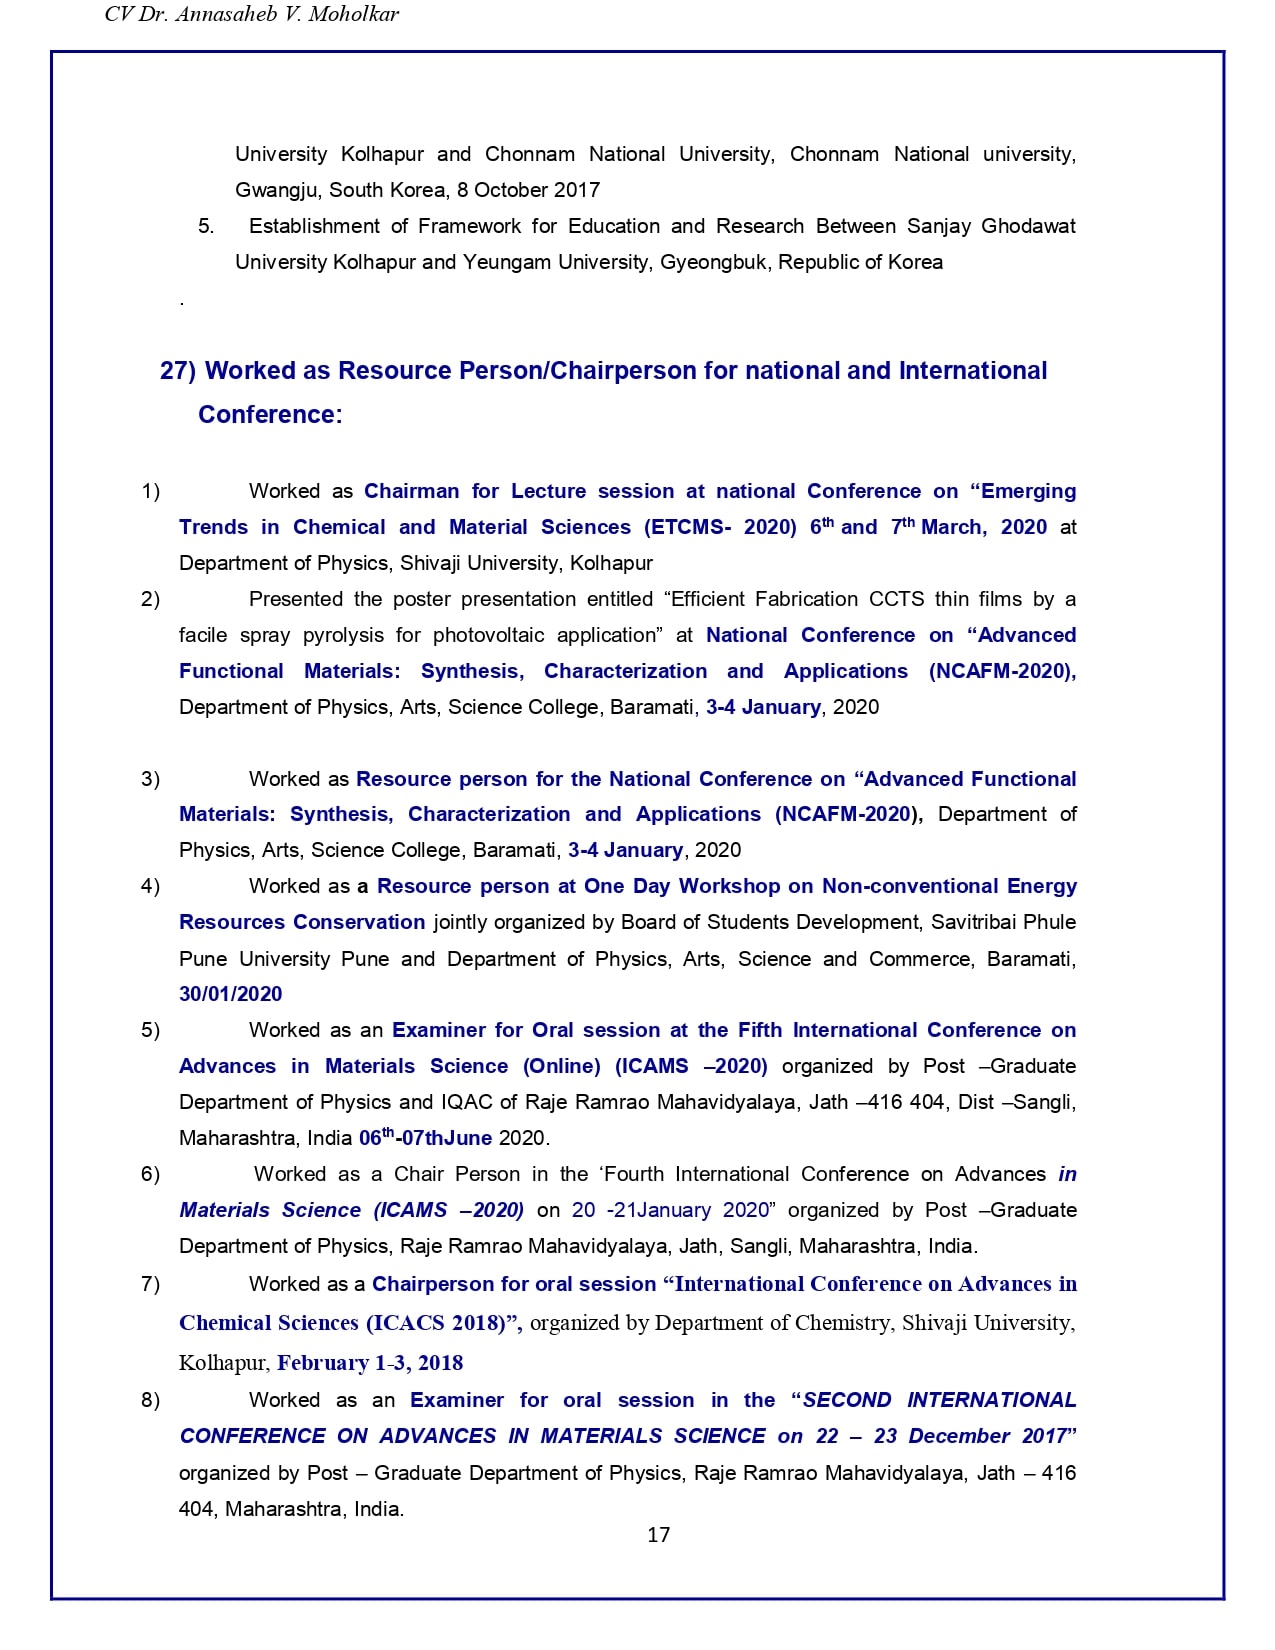 CV Dr. Annasaheb V. Moholkar
University Kolhapur and Chonnam National University, Chonnam National university,
Gwangju, South Korea, 8 October 2017
5. Establishment of Framework for Education and Research Between Sanjay Ghodawat
University Kolhapur and Yeungam University, Gyeongbuk, Republic of Korea
.
27) Worked as Resource Person/Chairperson for national and International
Conference:
1) Worked as Chairman for Lecture session at national Conference on “Emerging
Trends in Chemical and Material Sciences (ETCMS- 2020) 6th and 7th March, 2020 at
Department of Physics, Shivaji University, Kolhapur
2) Presented the poster presentation entitled “Efficient Fabrication CCTS thin films by a
facile spray pyrolysis for photovoltaic application” at National Conference on “Advanced
Functional Materials: Synthesis, Characterization and Applications (NCAFM-2020),
Department of Physics, Arts, Science College, Baramati, 3-4 January, 2020
3) Worked as Resource person for the National Conference on “Advanced Functional
Materials: Synthesis, Characterization and Applications (NCAFM-2020), Department of
Physics, Arts, Science College, Baramati, 3-4 January, 2020
4) Worked as a Resource person at One Day Workshop on Non-conventional Energy
Resources Conservation jointly organized by Board of Students Development, Savitribai Phule
Pune University Pune and Department of Physics, Arts, Science and Commerce, Baramati,
30/01/2020
5) Worked as an Examiner for Oral session at the Fifth International Conference on
Advances in Materials Science (Online) (ICAMS –2020) organized by Post –Graduate
Department of Physics and IQAC of Raje Ramrao Mahavidyalaya, Jath –416 404, Dist –Sangli,
Maharashtra, India 06th-07thJune 2020.
6) Worked as a Chair Person in the ‘Fourth International Conference on Advances in
Materials Science (ICAMS –2020) on 20 -21January 2020” organized by Post –Graduate
Department of Physics, Raje Ramrao Mahavidyalaya, Jath, Sangli, Maharashtra, India.
7) Worked as a Chairperson for oral session “International Conference on Advances in
Chemical Sciences (ICACS 2018)”, organized by Department of Chemistry, Shivaji University,
Kolhapur, February 1-3, 2018
8) Worked as an Examiner for oral session in the “SECOND INTERNATIONAL
CONFERENCE ON ADVANCES IN MATERIALS SCIENCE on 22 – 23 December 2017”
organized by Post – Graduate Department of Physics, Raje Ramrao Mahavidyalaya, Jath – 416
404, Maharashtra, India.
17